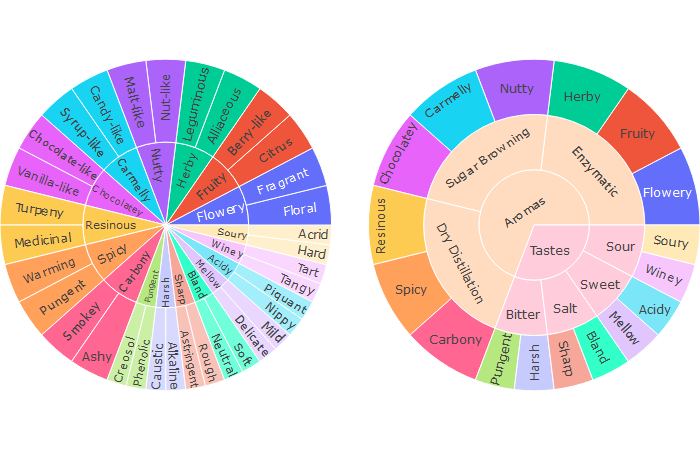 Floral
Fragrant
Citrus
Berry-like
Alliaceous
Leguminous
Nut-like
Malt-like
Candy-like
Syrup-like
Chocolate-like
Vanilla-like
Turpeny
Medicinal
Warming
Pungent
Smokey
Ashy
Creosol
Phenolic
Caustic
Alkaline
Astringent
Rough
Neutral
Soft
Delicate
Mild
Nippy
Piquant
Tangy
Tart
Hard
Acrid
Flowery
Fruity
Herby
Nutty
Carmelly
Chocolatey
Resinous
Spicy
Carbony
Pungent
Harsh
Sharp
Bland
Mellow
Acidy
Winey
Soury
Aromas
Tastes
Enzymatic
Sugar Browning
Dry Distillation
Bitter
Salt
Sweet
Sour
Flowery
Fruity
Herby
Nutty
Carmelly
Chocolatey
Resinous
Spicy
Carbony
Pungent
Harsh
Sharp
Bland
Mellow
Acidy
Winey
Soury